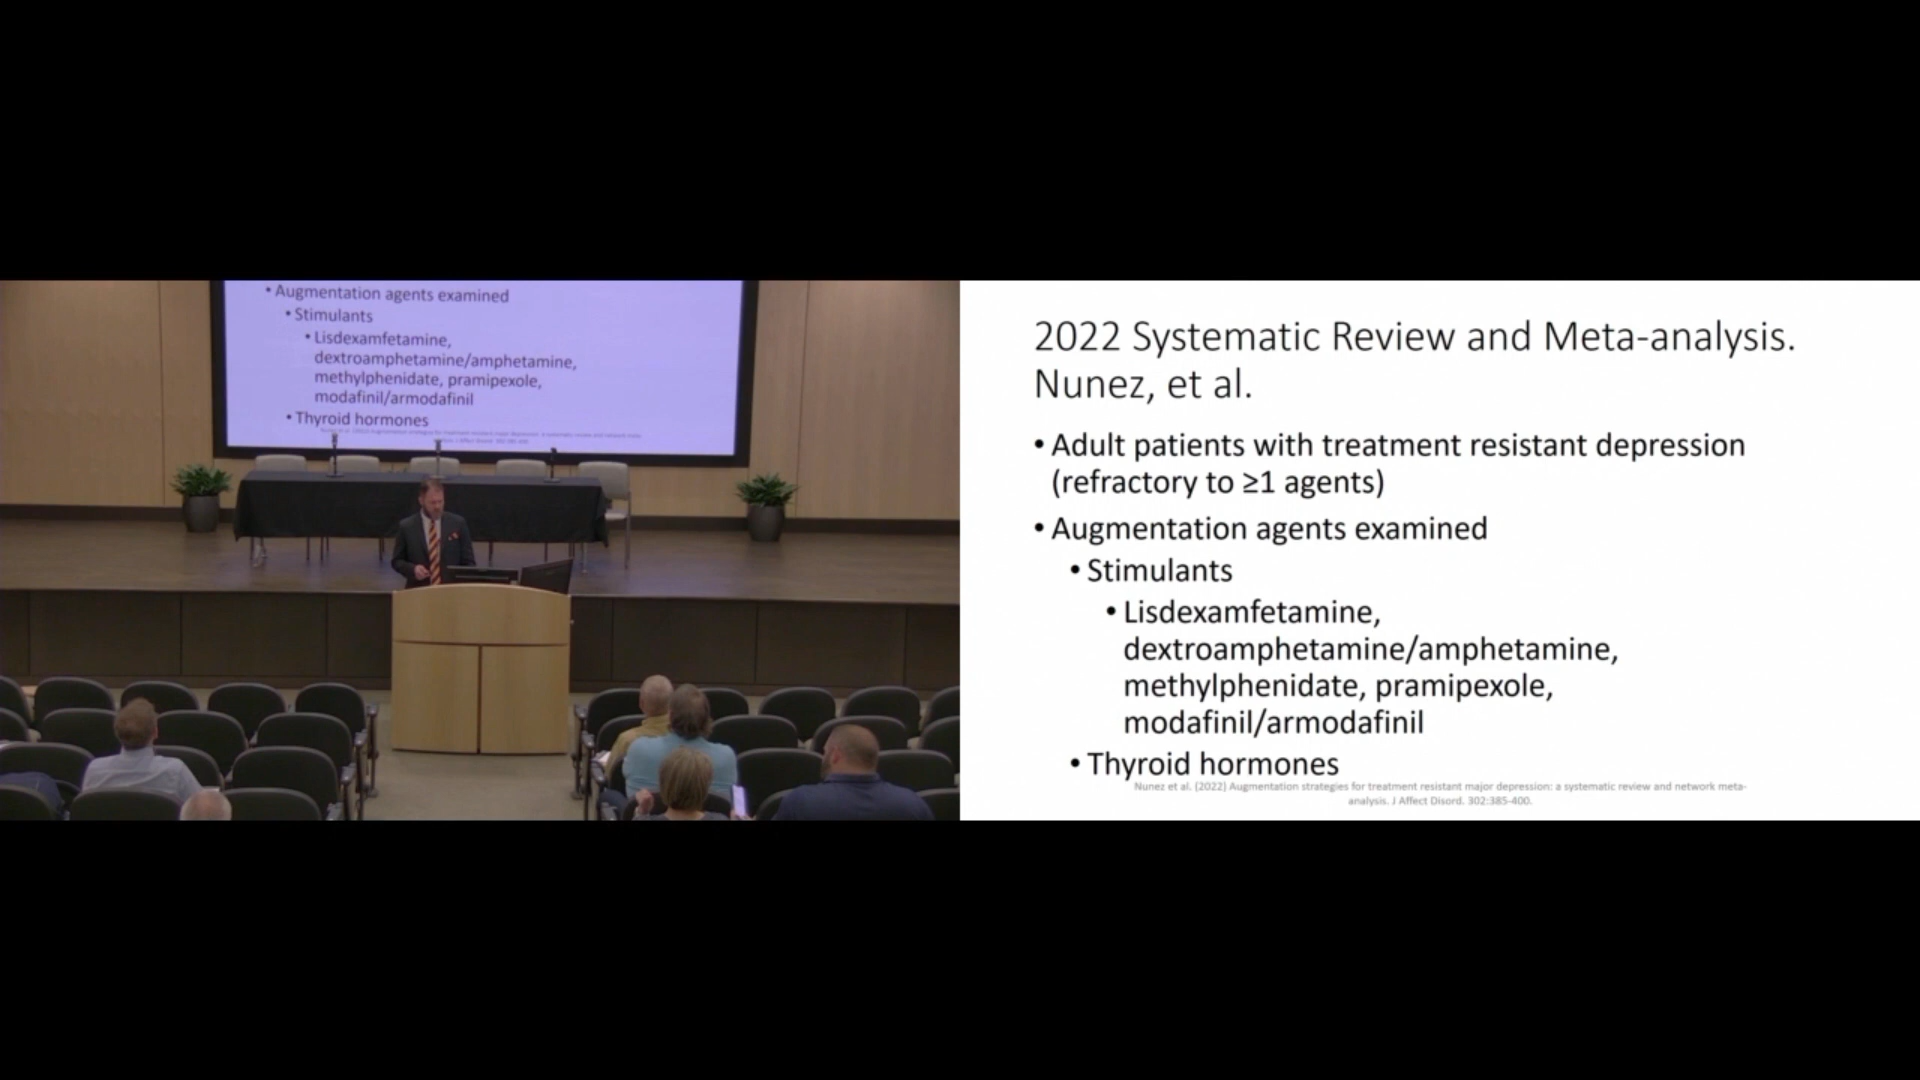 • Augmentation agents examined
• Stimulants
• Lisdexamfetamine,
dextroamphetamine/amphetamine,
methylphenidate, pramipexole,
modafinil/armodafinil
• Thyroid hormones
2022 Systematic Review and Meta-analysis.
Nunez, et al.
• Adult patients with treatment resistant depression
(refractory to ≥1 agents)
• Augmentation agents examined
• Stimulants
• Lisdexamfetamine,
dextroamphetamine/amphetamine,
methylphenidate, pramipexole,
modafinil/armodafinil
• Thyroid hormones
Nunez et al. (2022) Augmentation strategies for treatment resistant major depression: a systematic review and network meta-
analysis. J Affect Disord. 302:385-400.